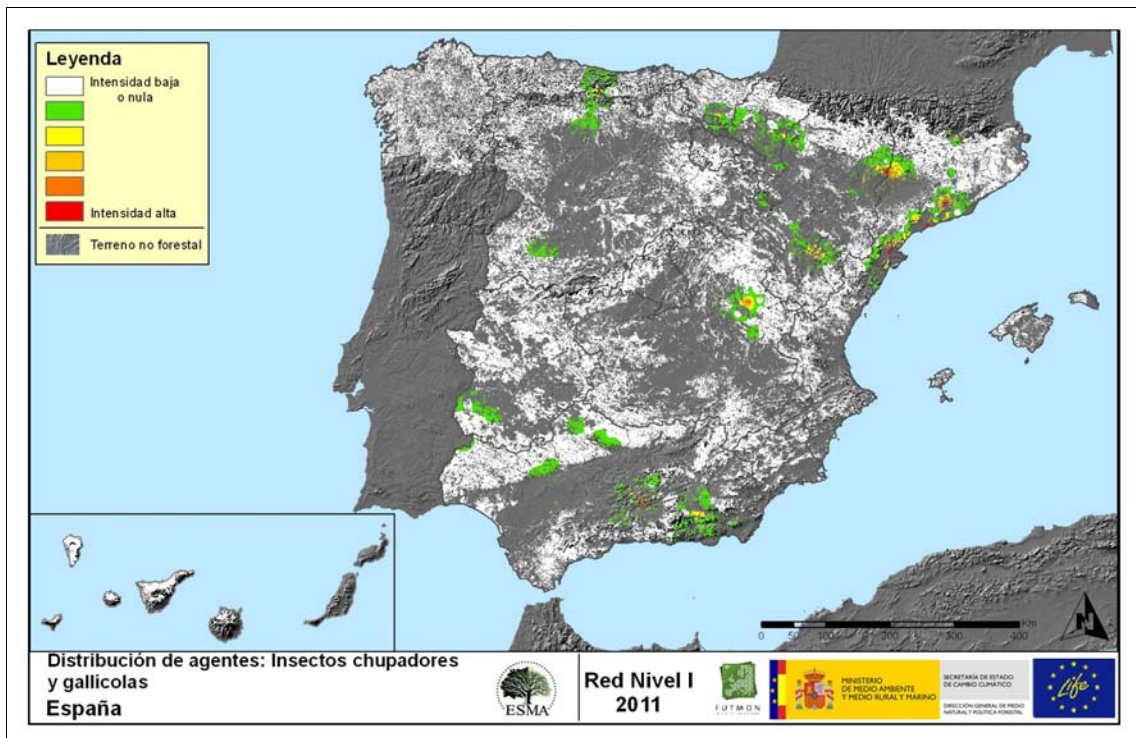 Leyenda
Intensidad baja
o nula
Intensidad alta
Terreno no forestal
Km
0 50 100 200 300 400
N
Distribución de agentes: Insectos chupadores
y gallícolas
España
ESMA
Red Nivel I
2011
FUTMON
MINISTERIO
DE MEDIO AMBIENTE
Y MEDIO RURAL Y MARINO
SECRETARÍA DE ESTADO
DE CAMBIO CLIMÁTICO
DIRECCIÓN GENERAL DE MEDIO
NATURAL Y POLÍTICA FORESTAL
Life